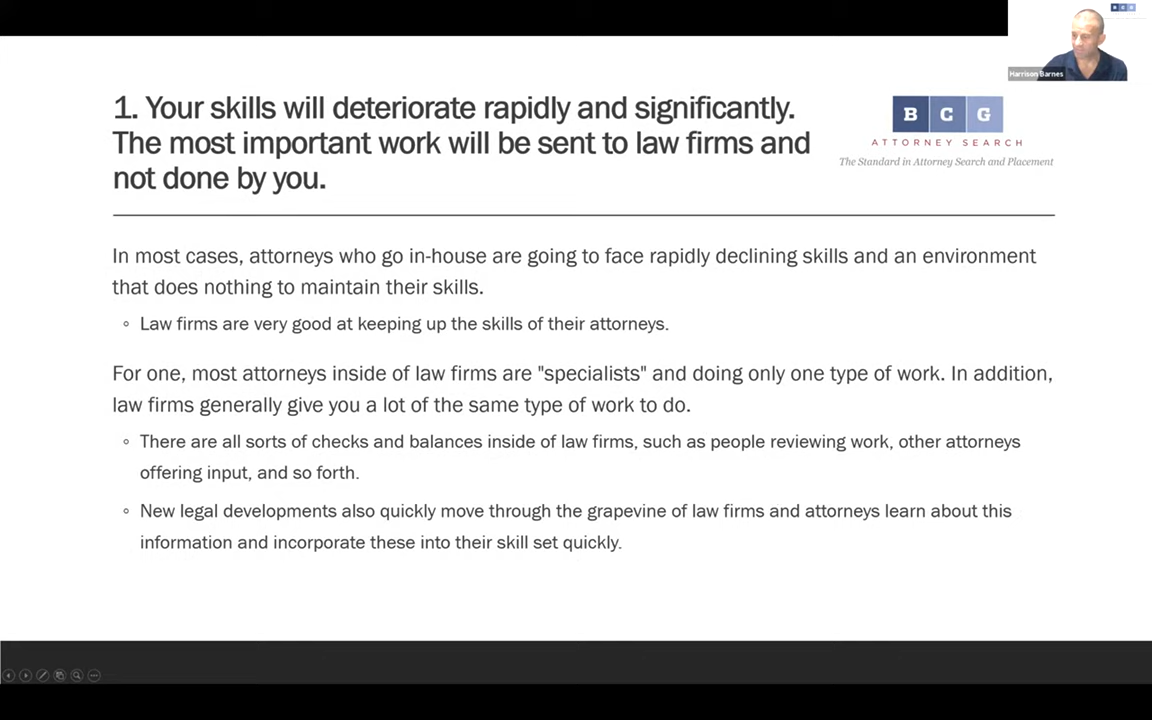 B C G
Harrison Barnes
1. Your skills will deteriorate rapidly and significantly.
The most important work will be sent to law firms and
not done by you.
B C G
ATTORNEY SEARCH
The Standard in Attorney Search and Placement
In most cases, attorneys who go in-house are going to face rapidly declining skills and an environment
that does nothing to maintain their skills.
◦ Law firms are very good at keeping up the skills of their attorneys.
For one, most attorneys inside of law firms are "specialists" and doing only one type of work. In addition,
law firms generally give you a lot of the same type of work to do.
◦ There are all sorts of checks and balances inside of law firms, such as people reviewing work, other attorneys
offering input, and so forth.
◦ New legal developments also quickly move through the grapevine of law firms and attorneys learn about this
information and incorporate these into their skill set quickly.